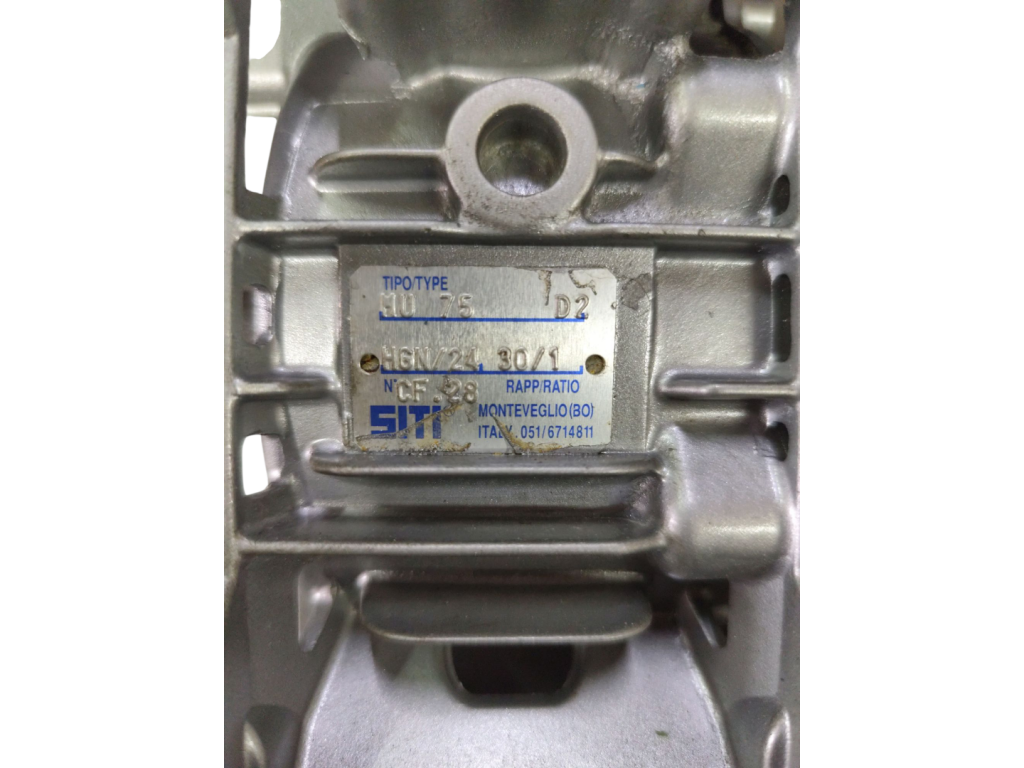 TIPO/TYPE
MU 75 D2
HGN/24 30/1
N° CF.28 RAPP/RATIO
SITI MONTEVEGLIO (BO)
ITALY 051/6714811